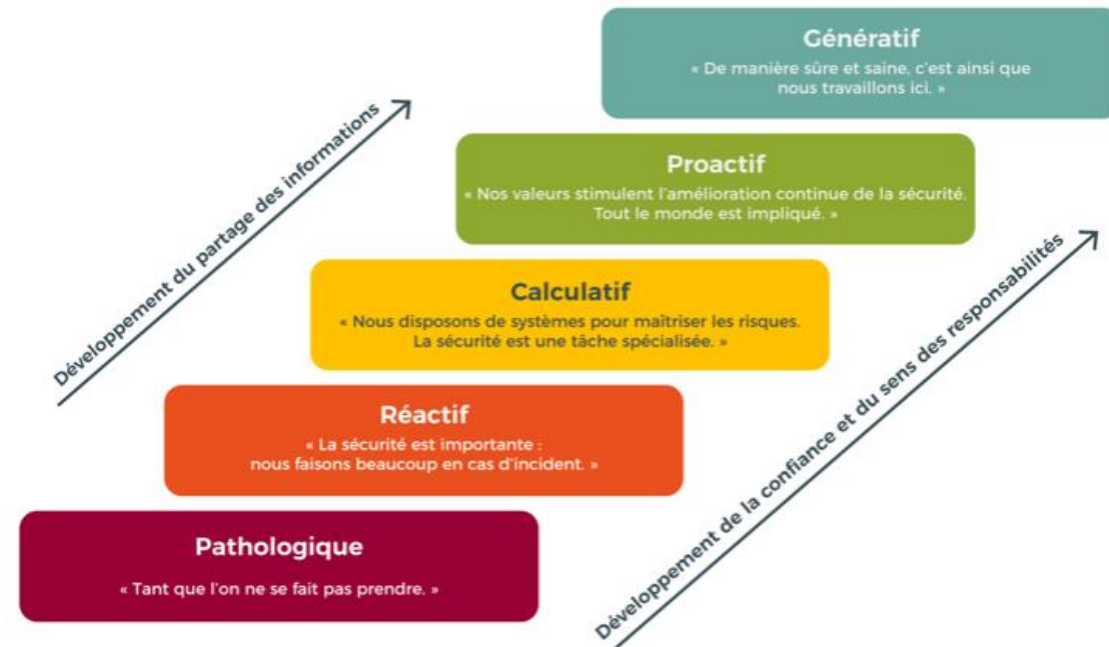 Génératif
« De manière sûre et saine, c'est ainsi que
nous travaillons ici. »
Développement du partage des informations
Proactif
« Nos valeurs stimulent l'amélioration continue de la sécurité.
Tout le monde est impliqué. »
Calculatif
« Nous disposons de systèmes pour maîtriser les risques.
La sécurité est une tâche spécialisée. »
Développement de la confiance et du sens des responsabilités
Réactif
« La sécurité est importante :
nous faisons beaucoup en cas d'incident. »
Pathologique
« Tant que l'on ne se fait pas prendre. »